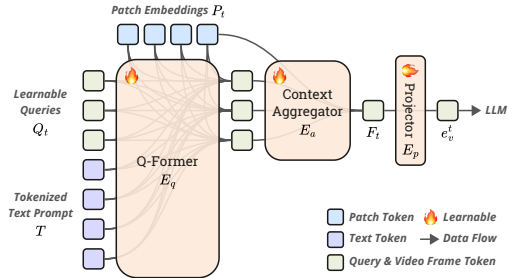 Patch Embeddings P_t
Learnable
Queries
Q_t
Tokenized
Text Prompt
T
Q-Former
E_q
Context
Aggregator
E_a
F_t
Projector E_p
e_v^t
LLM
Patch Token
Learnable
Text Token
Data Flow
Query & Video Frame Token